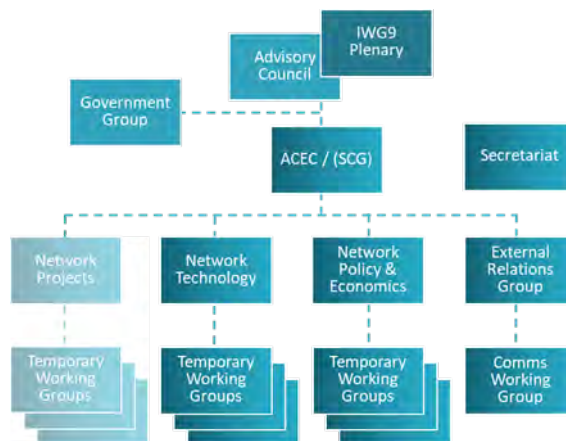 IWG9
Plenary
Advisory
Council
Government
Group
ACEC / (SCG)
Secretariat
Network
Projects
Network
Technology
Network
Policy &
Economics
External
Relations
Group
Temporary
Working
Groups
Temporary
Working
Groups
Temporary
Working
Groups
Comms
Working
Group